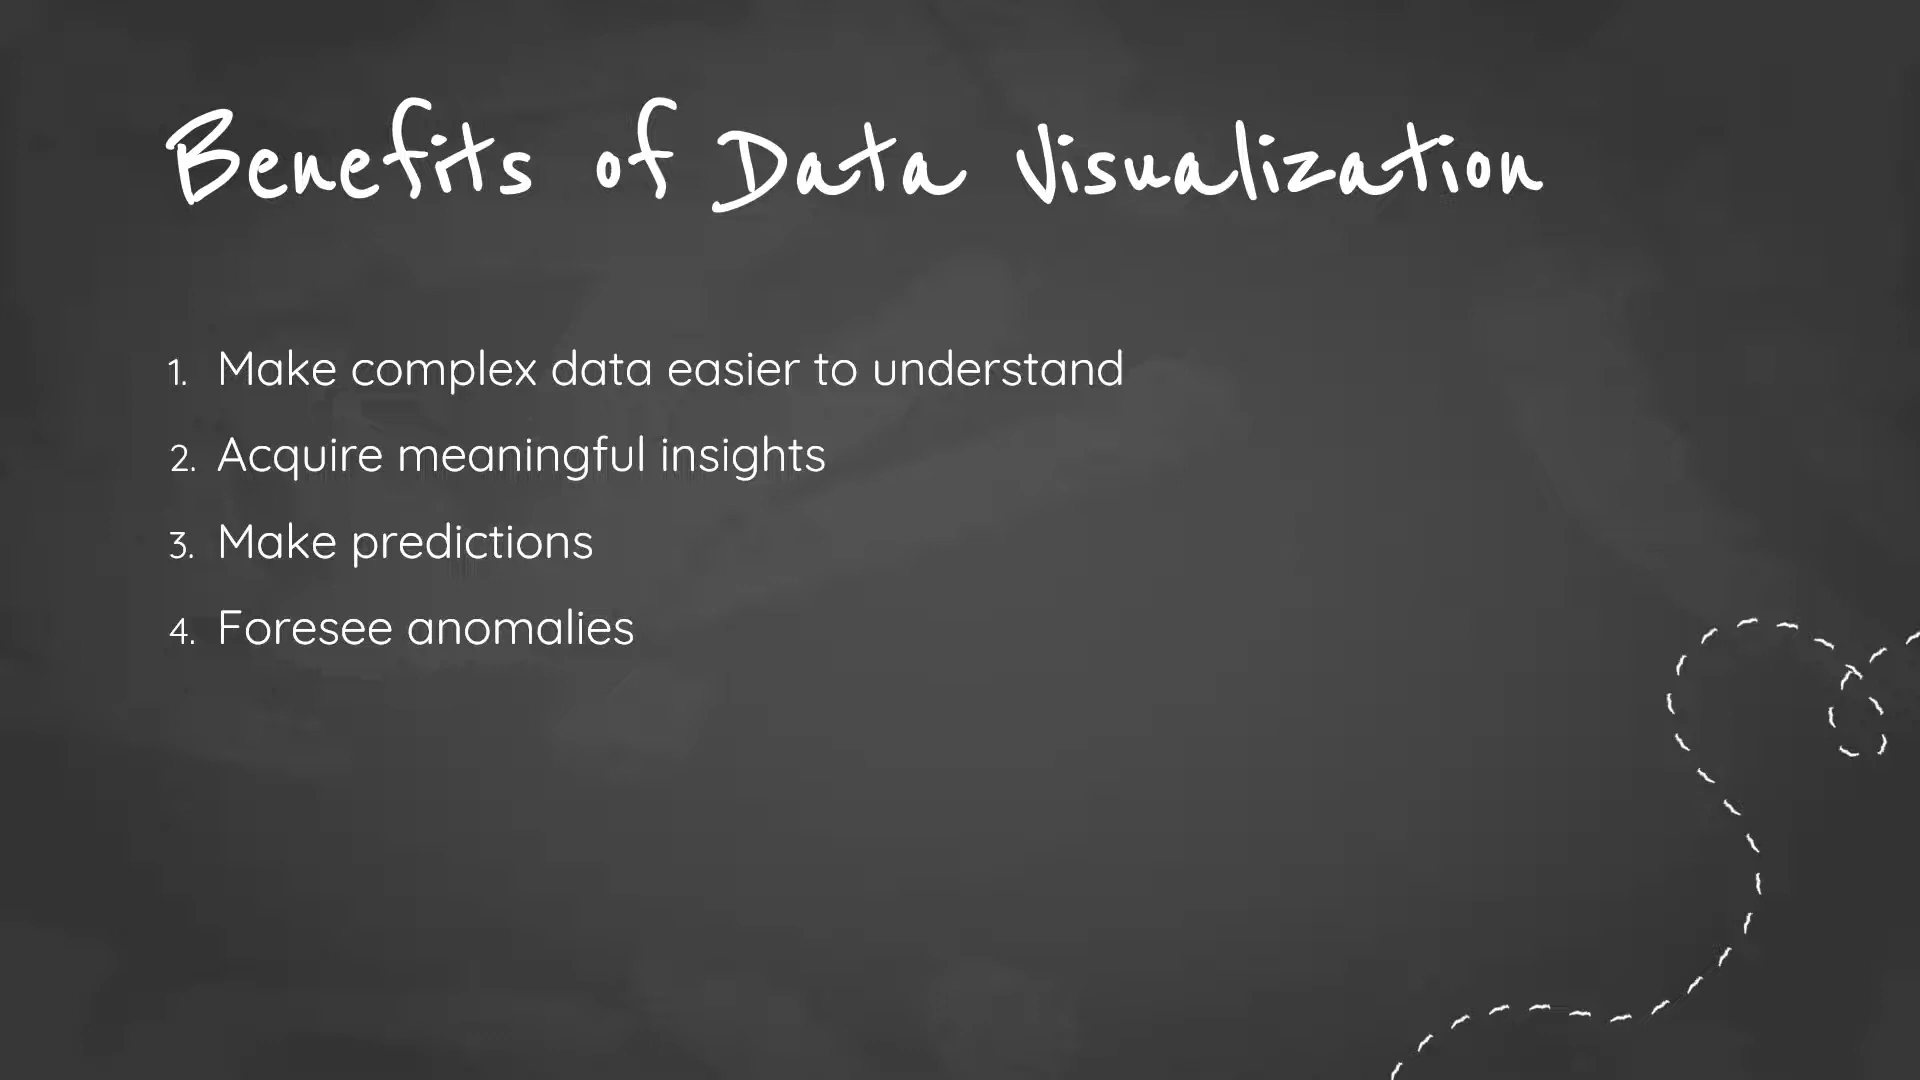 Benefits of Data Visualization
1. Make complex data easier to understand
2. Acquire meaningful insights
3. Make predictions
4. Foresee anomalies